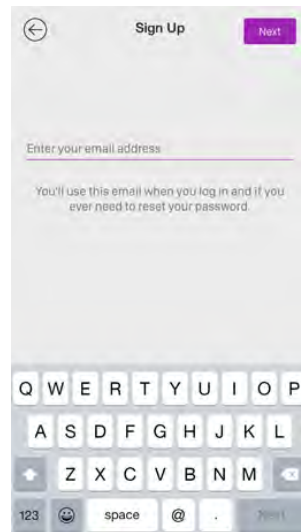 Sign Up
Next
Enter your email address
You'll use this email when you log in and if you
ever need to reset your password.
Q W E R T Y U I O P
A S D F G H J K L
Z X C V B N M
123 space @ . Next